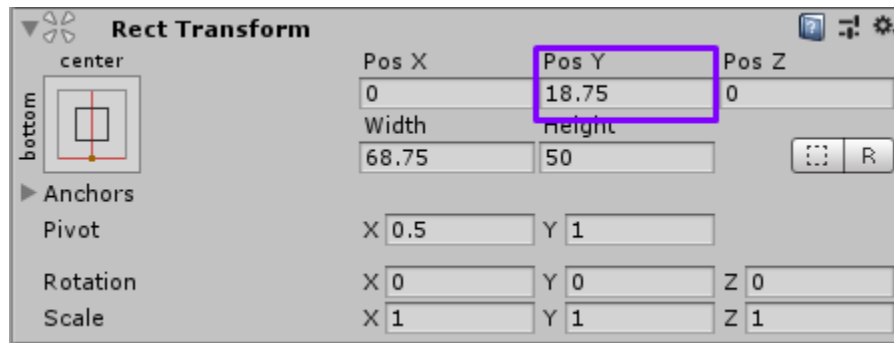 Rect Transform
center
Pos X Pos Y Pos Z
bottom
0 18.75 0
Width Height
68.75 50
R
Anchors
Pivot X 0.5 Y 1
Rotation X 0 Y 0 Z 0
Scale X 1 Y 1 Z 1